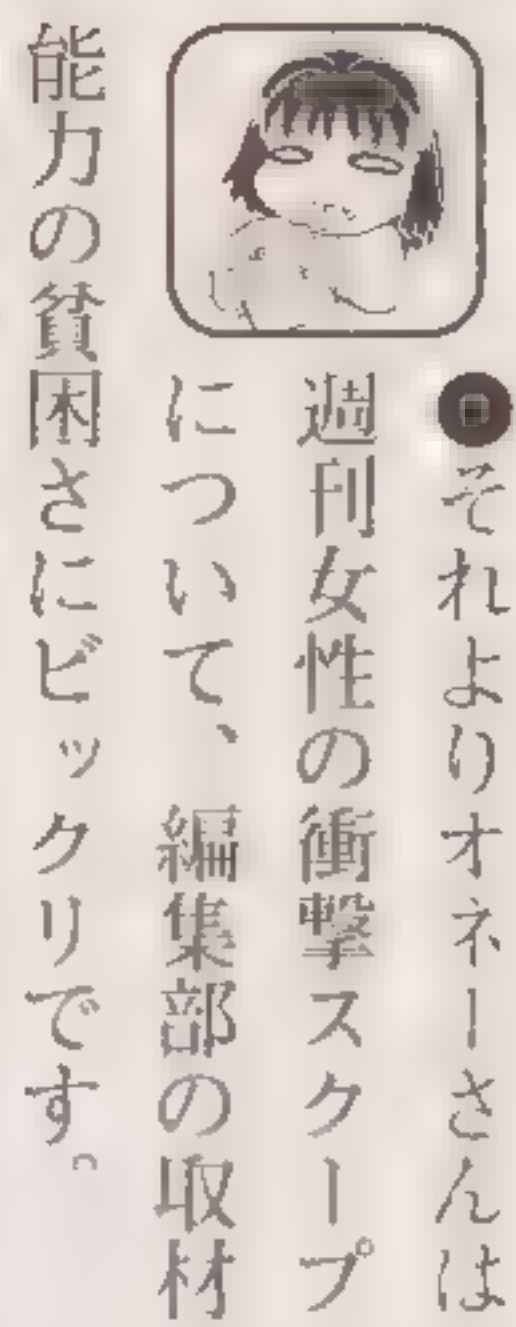 ●それよりオネーさんは
週刊女性の衝撃スクープ
について、編集部の取材
能力の貧困さにビックリです。